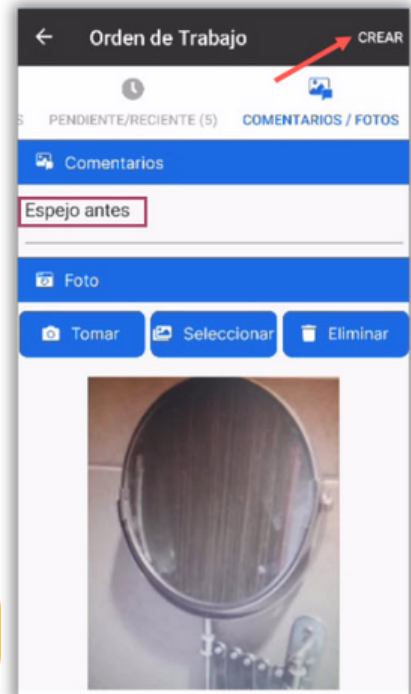 Orden de Trabajo CREAR
S PENDIENTE/RECIENTE (5) COMENTARIOS / FOTOS
Comentarios
Espejo antes
Foto
Tomar Seleccionar Eliminar